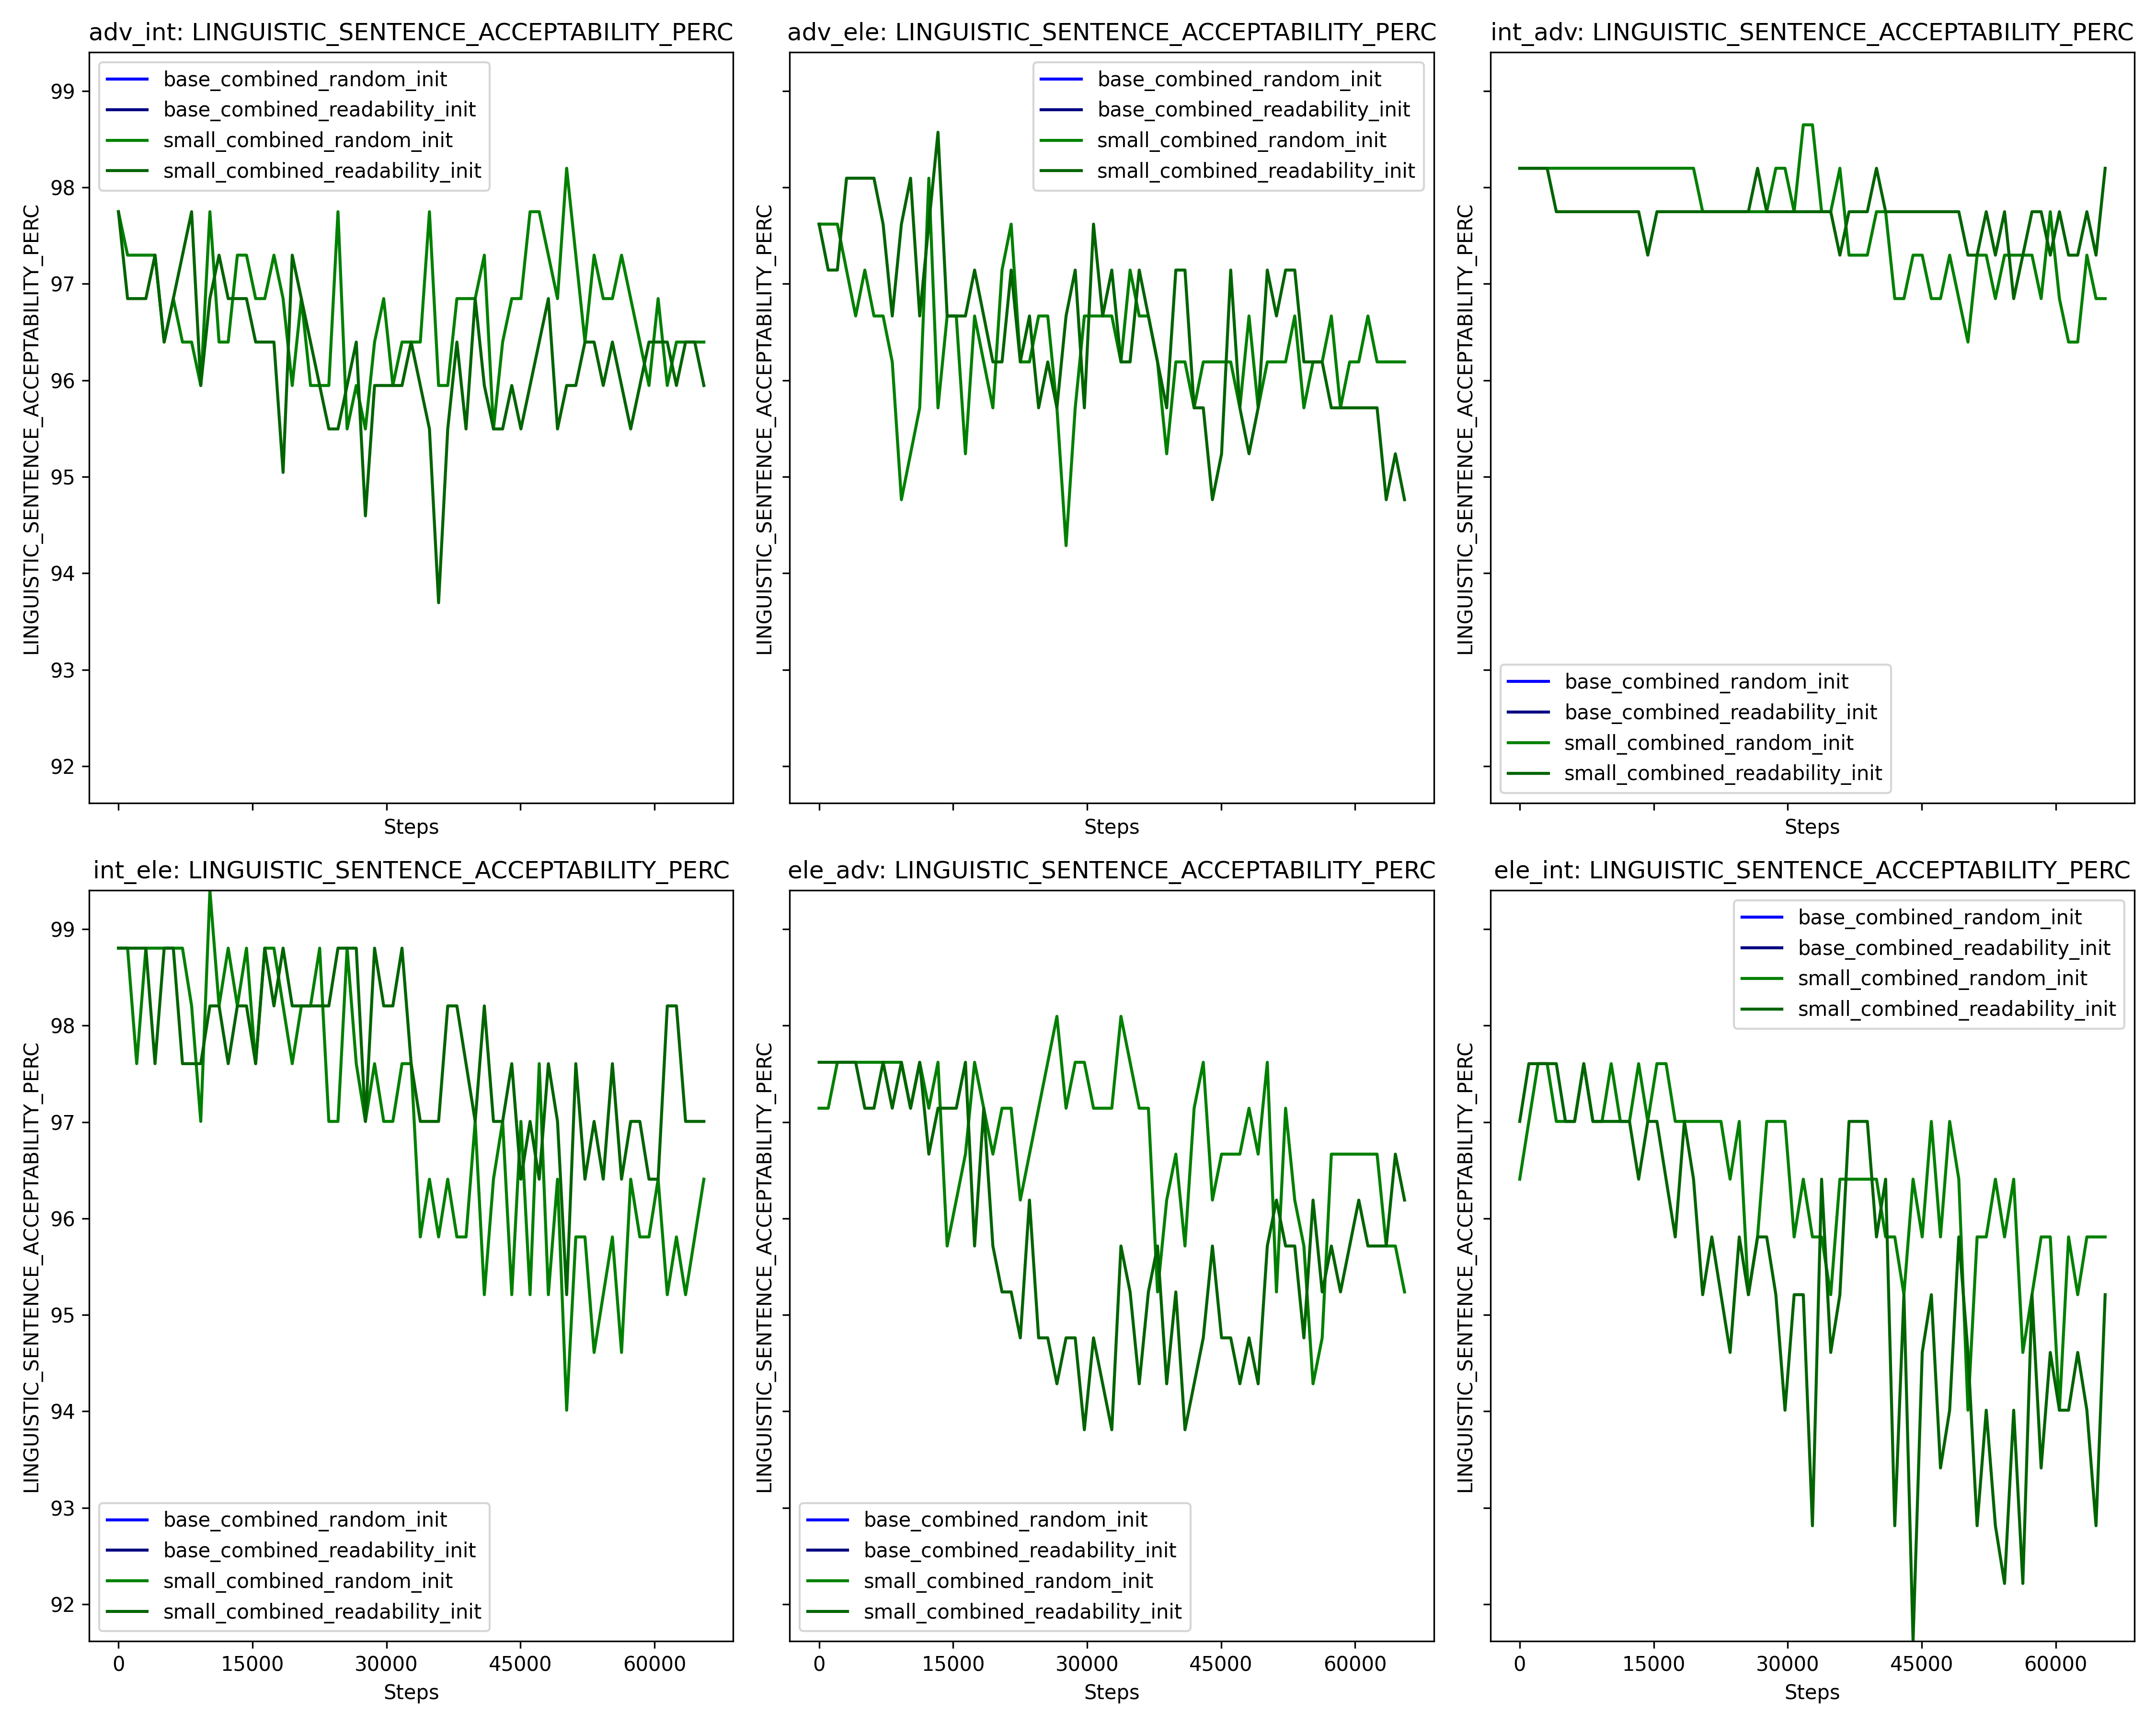 adv_int: LINGUISTIC_SENTENCE_ACCEPTABILITY_PERC
LINGUISTIC_SENTENCE_ACCEPTABILITY_PERC
99
98
97
96
95
94
93
92
base_combined_random_init
base_combined_readability_init
small_combined_random_init
small_combined_readability_init
Steps
adv_ele: LINGUISTIC_SENTENCE_ACCEPTABILITY_PERC
LINGUISTIC_SENTENCE_ACCEPTABILITY_PERC
base_combined_random_init
base_combined_readability_init
small_combined_random_init
small_combined_readability_init
Steps
int_adv: LINGUISTIC_SENTENCE_ACCEPTABILITY_PERC
LINGUISTIC_SENTENCE_ACCEPTABILITY_PERC
base_combined_random_init
base_combined_readability_init
small_combined_random_init
small_combined_readability_init
Steps
int_ele: LINGUISTIC_SENTENCE_ACCEPTABILITY_PERC
LINGUISTIC_SENTENCE_ACCEPTABILITY_PERC
99
98
97
96
95
94
93
92
base_combined_random_init
base_combined_readability_init
small_combined_random_init
small_combined_readability_init
0 15000 30000 45000 60000
Steps
ele_adv: LINGUISTIC_SENTENCE_ACCEPTABILITY_PERC
LINGUISTIC_SENTENCE_ACCEPTABILITY_PERC
base_combined_random_init
base_combined_readability_init
small_combined_random_init
small_combined_readability_init
0 15000 30000 45000 60000
Steps
ele_int: LINGUISTIC_SENTENCE_ACCEPTABILITY_PERC
LINGUISTIC_SENTENCE_ACCEPTABILITY_PERC
base_combined_random_init
base_combined_readability_init
small_combined_random_init
small_combined_readability_init
0 15000 30000 45000 60000
Steps